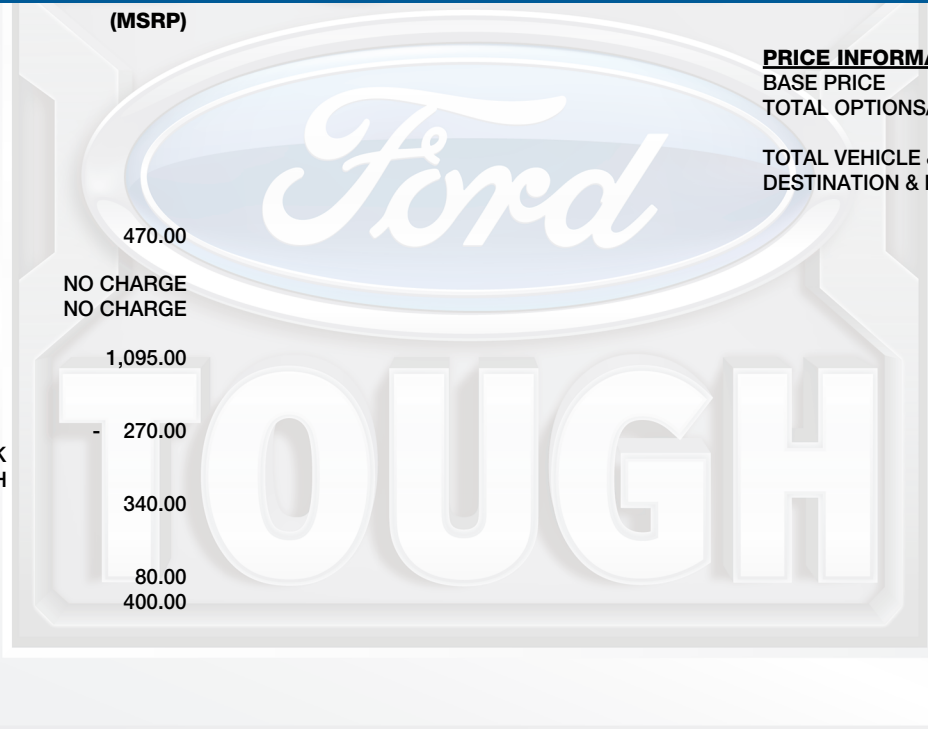 (MSRP)
470.00
NO CHARGE
NO CHARGE
1,095.00
- 270.00
K
H
340.00
80.00
400.00
PRICE INFORMA
BASE PRICE
TOTAL OPTIONS
TOTAL VEHICLE
DESTINATION &
Ford
TOUGH